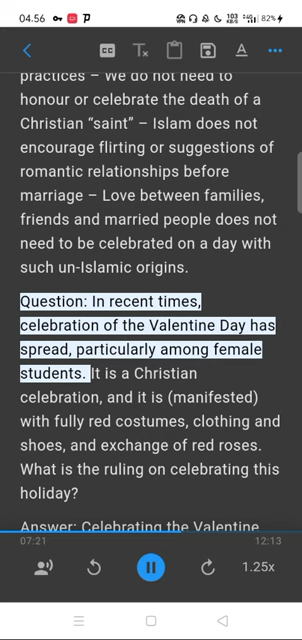 04.56
103 KB/S
82%
CC
practices – We do not need to
honour or celebrate the death of a
Christian “saint” – Islam does not
encourage flirting or suggestions of
romantic relationships before
marriage – Love between families,
friends and married people does not
need to be celebrated on a day with
such un-Islamic origins.
Question: In recent times,
celebration of the Valentine Day has
spread, particularly among female
students. It is a Christian
celebration, and it is (manifested)
with fully red costumes, clothing and
shoes, and exchange of red roses.
What is the ruling on celebrating this
holiday?
Answer: Celebrating the Valentine
07:21
12:13
1.25x